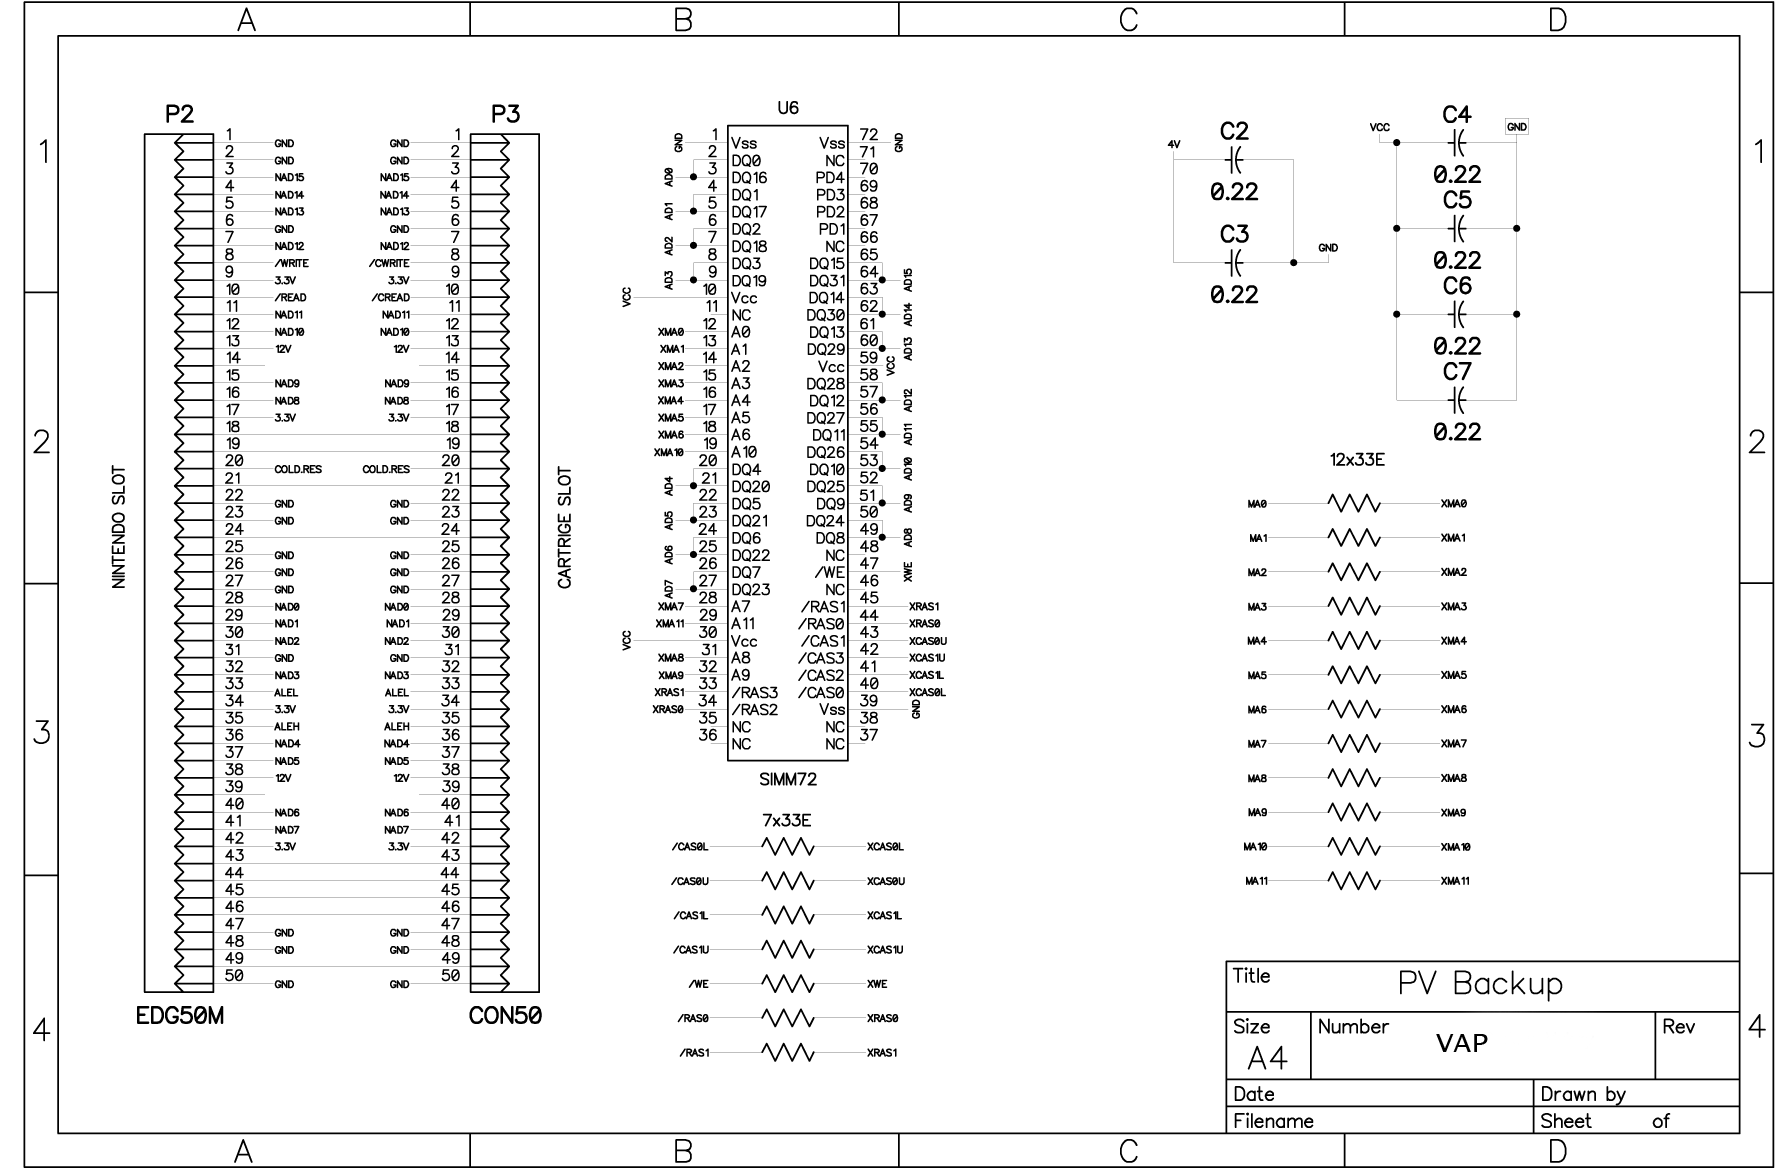 A B C D
1 2 3 4
P2
1 GND
2 GND
3 NAD15
4 NAD14
5 NAD13
6 GND
7 NAD12
8 /WRITE
9 3.3V
10 /READ
11 NAD11
12 NAD10
13 12V
14
15 NAD9
16 NAD8
17 3.3V
18
19
20 COLD.RES
21
22 GND
23 GND
24
25 GND
26 GND
27 GND
28 NAD0
29 NAD1
30 NAD2
31 GND
32 NAD3
33 ALEL
34 3.3V
35 ALEH
36 NAD4
37 NAD5
38 12V
39
40 NAD6
41 NAD7
42 3.3V
43
44
45
46
47 GND
48 GND
49
50 GND
NINTENDO SLOT
EDG50M
P3
GND 1
GND 2
NAD15 3
NAD14 4
NAD13 5
GND 6
NAD12 7
/CWRITE 8
3.3V 9
/CREAD 10
NAD11 11
NAD10 12
12V 13
14
NAD9 15
NAD8 16
3.3V 17
18
19
COLD.RES 20
21
GND 22
GND 23
24
GND 25
GND 26
GND 27
NAD0 28
NAD1 29
NAD2 30
GND 31
NAD3 32
ALEL 33
3.3V 34
ALEH 35
NAD4 36
NAD5 37
12V 38
39
NAD6 40
NAD7 41
3.3V 42
43
44
45
46
GND 47
GND 48
49
GND 50
CARTRIGE SLOT
CON50
U6
GND 1 Vss
2 DQ0
AD0 3 DQ16
4 DQ1
AD1 5 DQ17
6 DQ2
AD2 7 DQ18
8 DQ3
AD3 9 DQ19
VCC 10 Vcc
11 NC
XMA0 12 A0
XMA1 13 A1
XMA2 14 A2
XMA3 15 A3
XMA4 16 A4
XMA5 17 A5
XMA6 18 A6
XMA10 19 A10
20 DQ4
AD4 21 DQ20
22 DQ5
AD5 23 DQ21
24 DQ6
AD6 25 DQ22
26 DQ7
AD7 27 DQ23
XMA7 28 A7
XMA11 29 A11
VCC 30 Vcc
XMA8 31 A8
XMA9 32 A9
XRAS1 33 /RAS3
XRAS0 34 /RAS2
35 NC
36 NC
Vss 72 GND
NC 71
PD4 70
PD3 69
PD2 68
PD1 67
NC 66
DQ15 65
DQ31 64 AD15
DQ14 63
DQ30 62 AD14
DQ13 61
DQ29 60 AD13
Vcc 59 VCC
DQ28 58
DQ12 57 AD12
DQ27 56
DQ11 55 AD11
DQ26 54
DQ10 53 AD10
DQ25 52
DQ9 51 AD9
DQ24 50
DQ8 49 AD8
NC 48
/WE 47 XWE
NC 46
/RAS1 45 XRAS1
/RAS0 44 XRAS0
/CAS1 43 XCAS0U
/CAS3 42 XCAS1U
/CAS2 41 XCAS1L
/CAS0 40 XCAS0L
Vss 39 GND
NC 38
NC 37
SIMM72
7x33E
/CAS0L XCAS0L
/CAS0U XCAS0U
/CAS1L XCAS1L
/CAS1U XCAS1U
/WE XWE
/RAS0 XRAS0
/RAS1 XRAS1
4V
C2
0.22
C3
GND
0.22
VCC
C4
GND
0.22
C5
0.22
C6
0.22
C7
0.22
12x33E
MA0 XMA0
MA1 XMA1
MA2 XMA2
MA3 XMA3
MA4 XMA4
MA5 XMA5
MA6 XMA6
MA7 XMA7
MA8 XMA8
MA9 XMA9
MA10 XMA10
MA11 XMA11
Title PV Backup
Size A4
Number VAP
Rev
Date
Drawn by
Filename
Sheet of
1 2 3 4
A B C D